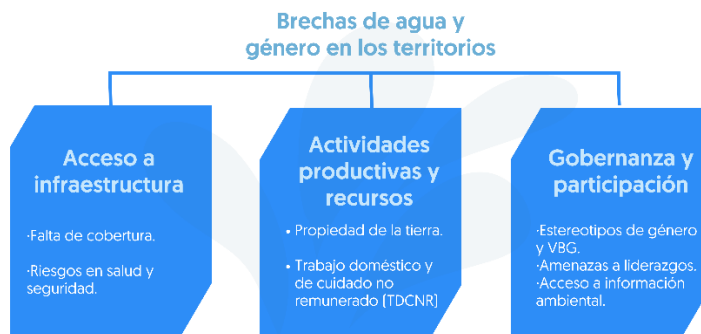 Brechas de agua y
género en los territorios
Acceso a
infraestructura
·Falta de cobertura.
·Riesgos en salud y
seguridad.
Actividades
productivas y
recursos
• Propiedad de la tierra.
• Trabajo doméstico y
de cuidado no
remunerado (TDCNR)
Gobernanza y
participación
·Estereotipos de género
y VBG.
·Amenazas a liderazgos.
·Acceso a información
ambiental.